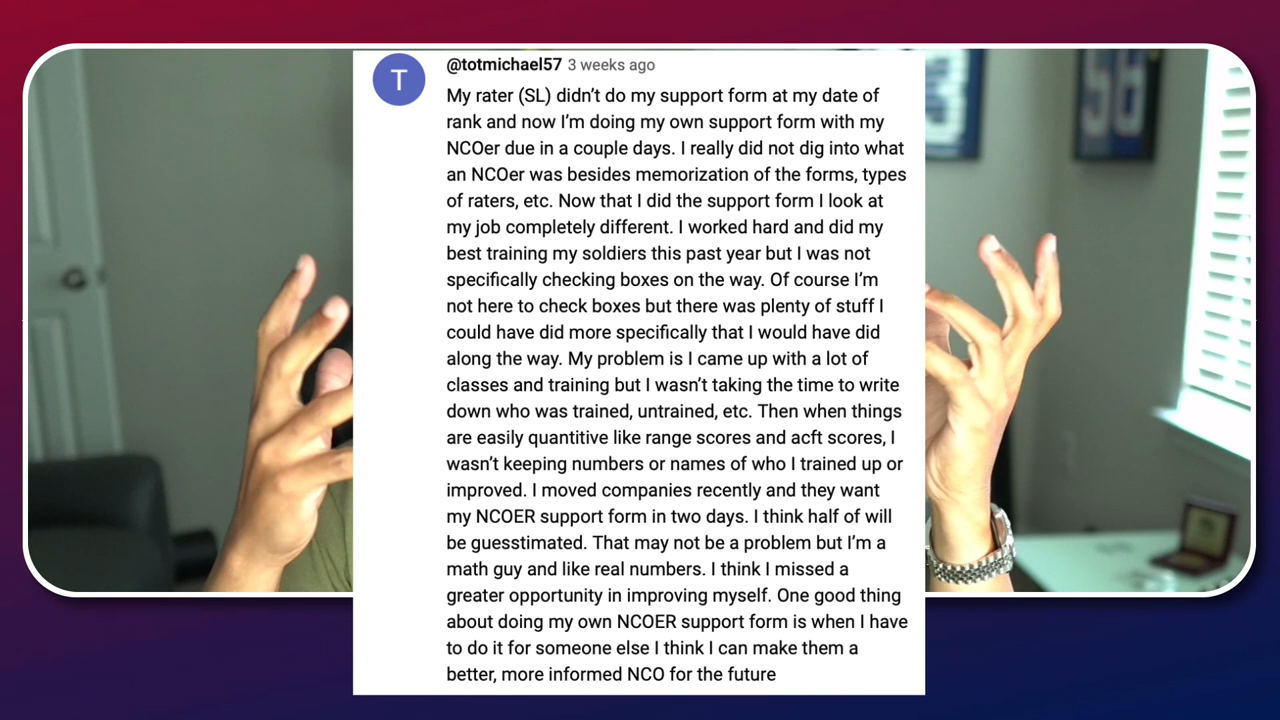 T
@totmichael57 3 weeks ago
My rater (SL) didn’t do my support form at my date of
rank and now I’m doing my own support form with my
NCOer due in a couple days. I really did not dig into what
an NCOer was besides memorization of the forms, types
of raters, etc. Now that I did the support form I look at
my job completely different. I worked hard and did my
best training my soldiers this past year but I was not
specifically checking boxes on the way. Of course I’m
not here to check boxes but there was plenty of stuff I
could have did more specifically that I would have did
along the way. My problem is I came up with a lot of
classes and training but I wasn’t taking the time to write
down who was trained, untrained, etc. Then when things
are easily quantitive like range scores and acft scores, I
wasn’t keeping numbers or names of who I trained up or
improved. I moved companies recently and they want
my NCOER support form in two days. I think half of will
be guesstimated. That may not be a problem but I’m a
math guy and like real numbers. I think I missed a
greater opportunity in improving myself. One good thing
about doing my own NCOER support form is when I have
to do it for someone else I think I can make them a
better, more informed NCO for the future
56